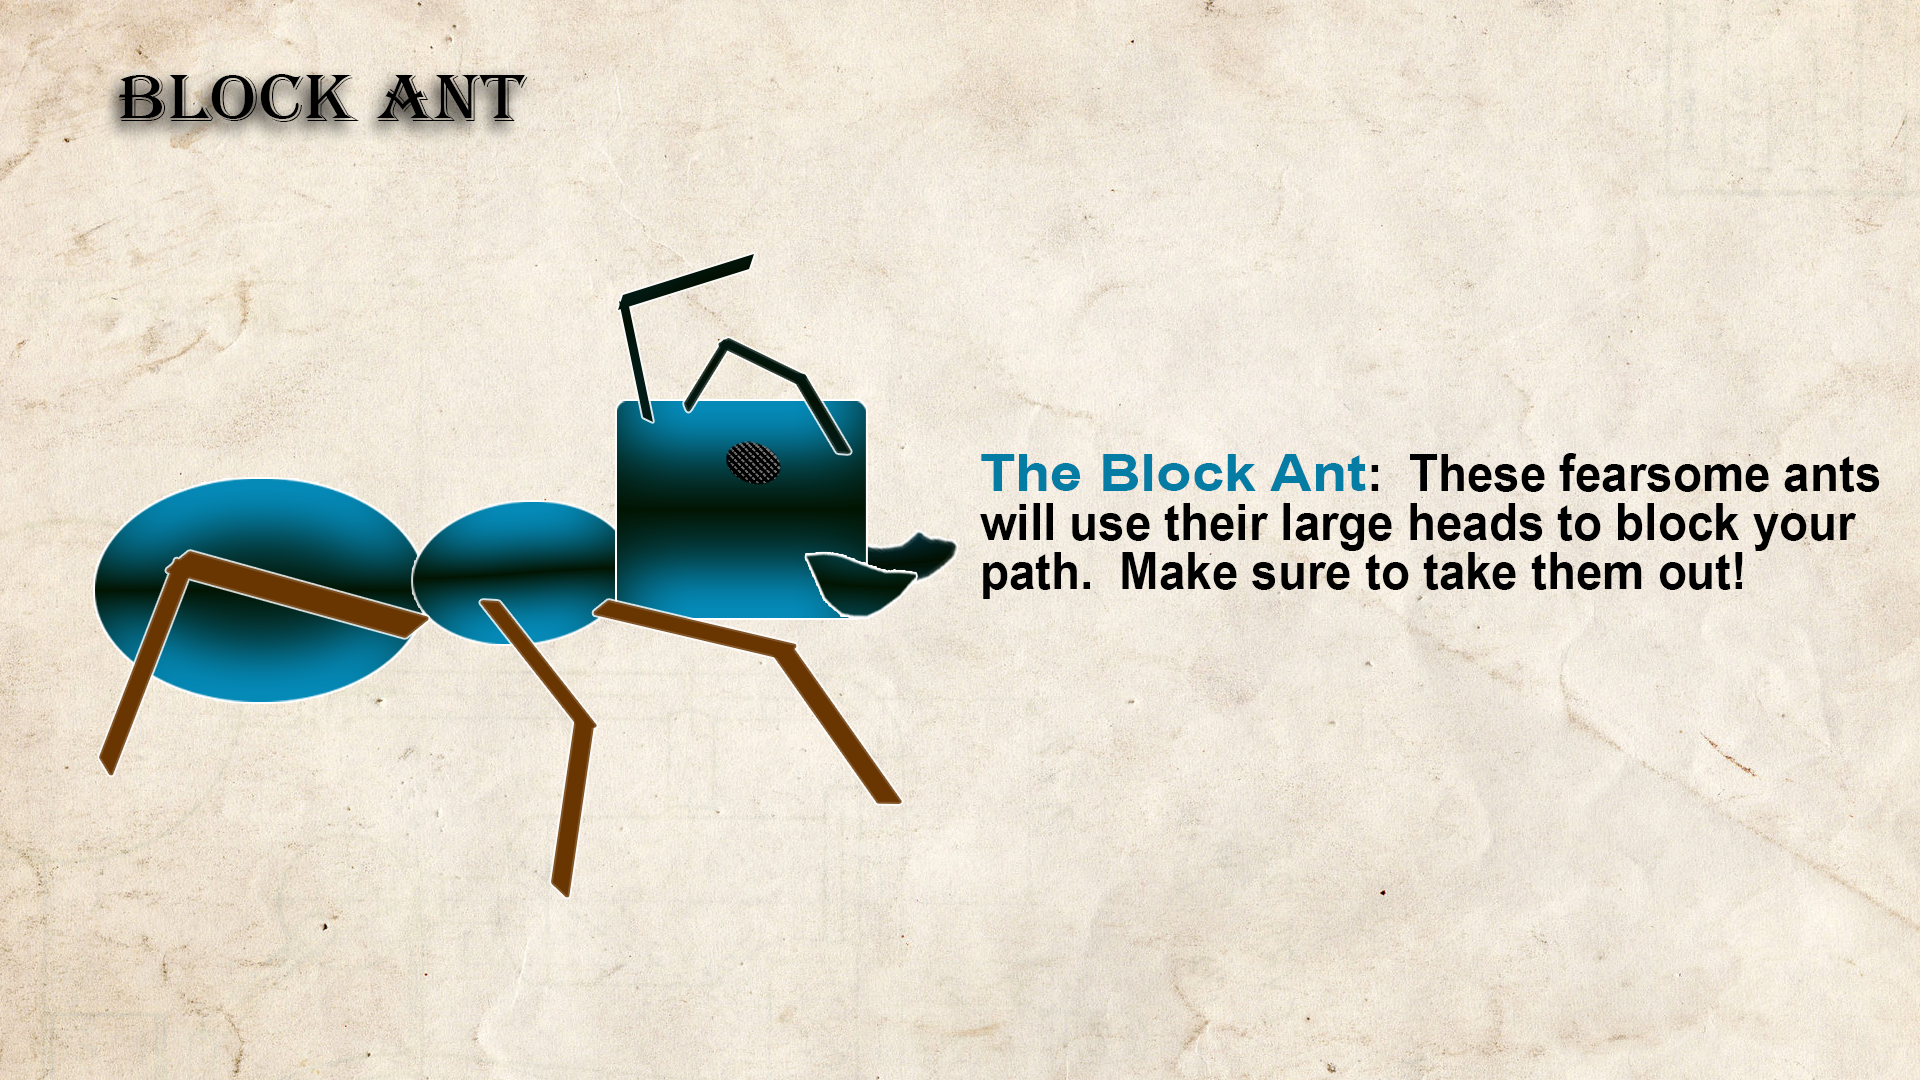 BLOCK ANT
The Block Ant:  These fearsome ants
will use their large heads to block your
path.  Make sure to take them out!